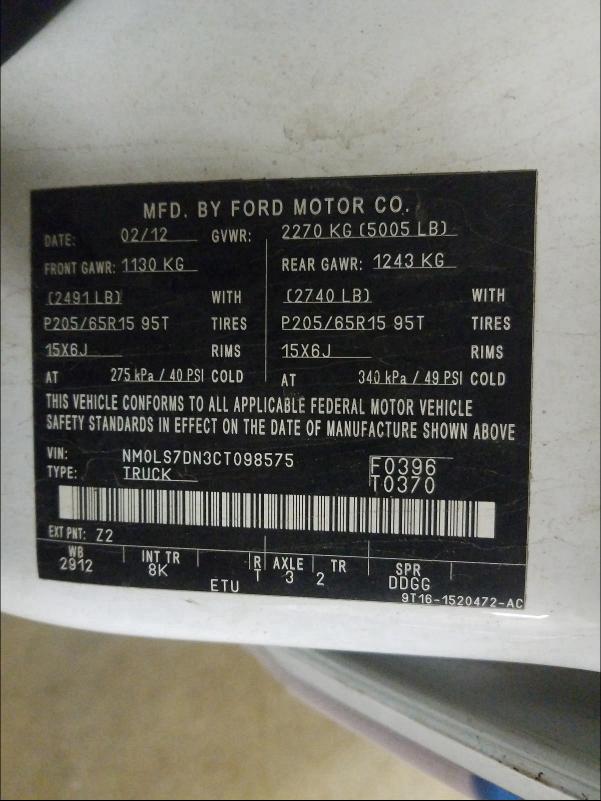 MFD. BY FORD MOTOR CO.
DATE: 02/12 GVWR: 2270 KG (5005 LB)
FRONT GAWR: 1130 KG REAR GAWR: 1243 KG
(2491 LB) WITH (2740 LB) WITH
P205/65R15 95T TIRES P205/65R15 95T TIRES
15X6J RIMS 15X6J RIMS
AT 275 kPa / 40 PSI COLD AT 340 kPa / 49 PSI COLD
THIS VEHICLE CONFORMS TO ALL APPLICABLE FEDERAL MOTOR VEHICLE
SAFETY STANDARDS IN EFFECT ON THE DATE OF MANUFACTURE SHOWN ABOVE
VIN: NM0LS7DN3CT098575 F0396
TYPE: TRUCK T0370
EXT PNT: Z2
WB INT TR R AXLE TR SPR
2912 8K T 3 2 DDGG
ETU 9T16-1520472-AC